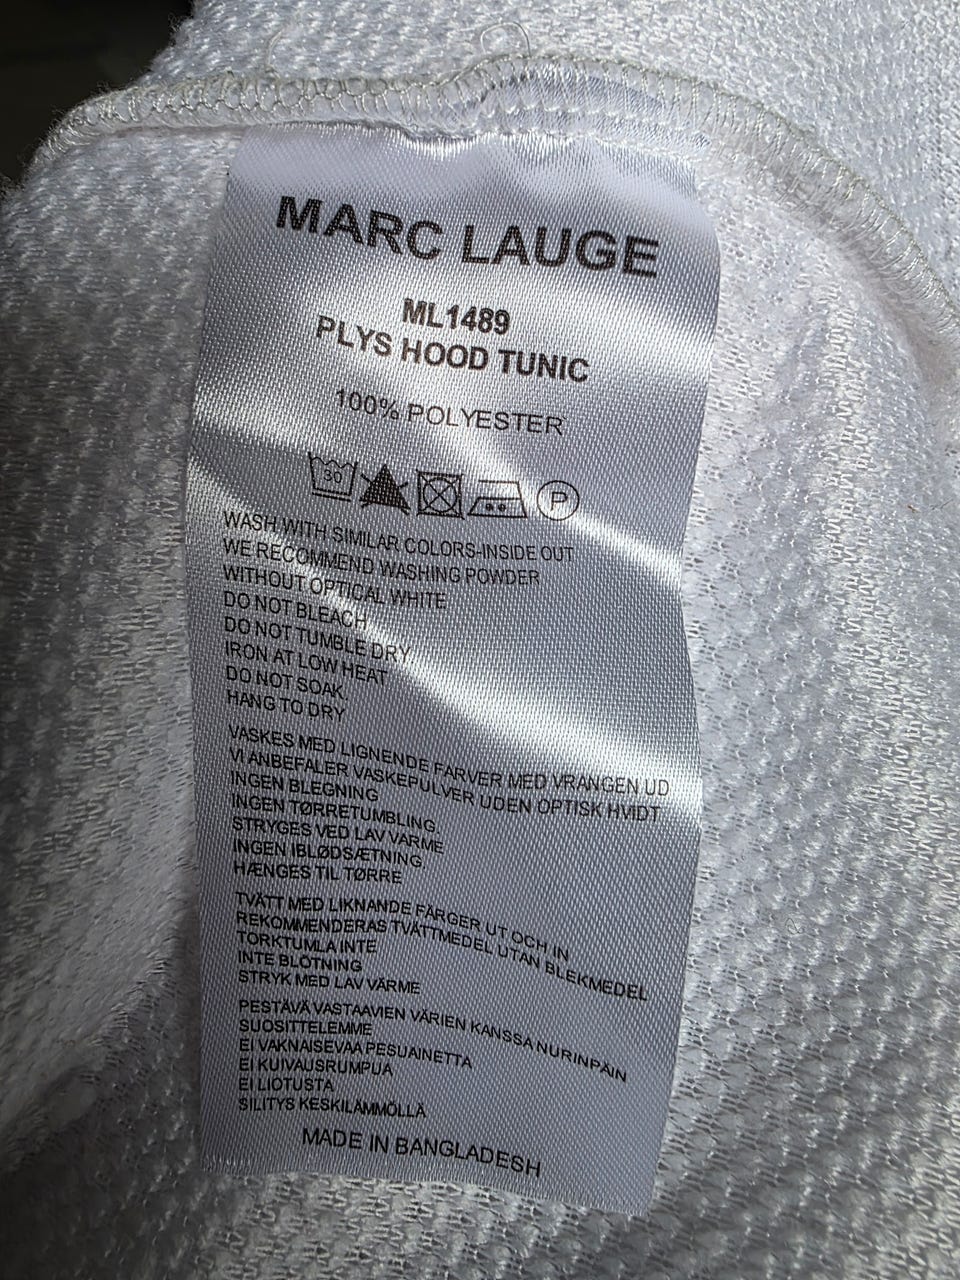 MARC LAUGE
ML1489
PLYS HOOD TUNIC
100% POLYESTER
30 P
WASH WITH SIMILAR COLORS-INSIDE OUT
WE RECOMMEND WASHING POWDER
WITHOUT OPTICAL WHITE
DO NOT BLEACH
DO NOT TUMBLE DRY
IRON AT LOW HEAT
DO NOT SOAK
HANG TO DRY
VASKES MED LIGNENDE FARVER MED VRANGEN UD
VI ANBEFALER VASKEPULVER UDEN OPTISK HVIDT
INGEN BLEGNING
INGEN TØRRETUMBLING
STRYGES VED LAV VARME
INGEN IBLØDSÆTNING
HÆNGES TIL TØRRE
TVÄTT MED LIKNANDE FÄRGER UT OCH IN
REKOMMENDERAS TVÄTTMEDEL UTAN BLEKMEDEL
TORKTUMLA INTE
INTE BLÖTNING
STRYK MED LAV VÄRME
PESTÄVÄ VASTAAVIEN VÄRIEN KANSSA NURINPÄIN
SUOSITTELEMME
EI VAKNAISEVAA PESUAINETTA
EI KUIVAUSRUMPUA
EI LIOTUSTA
SILITYS KESKILÄMMÖLLÄ
MADE IN BANGLADESH